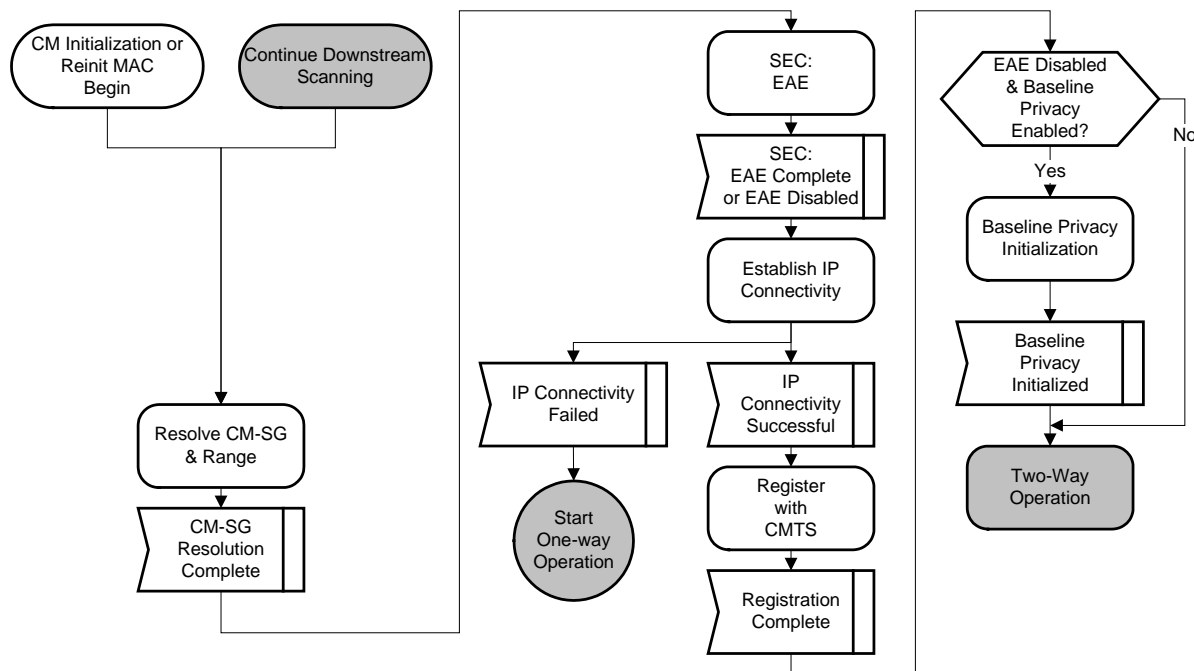 CM Initialization or
Reinit MAC
Begin
Continue Downstream
Scanning
Resolve CM-SG
& Range
CM-SG
Resolution
Complete
SEC:
EAE
SEC:
EAE Complete
or EAE Disabled
Establish IP
Connectivity
IP Connectivity
Failed
IP
Connectivity
Successful
Start
One-way
Operation
Register
with
CMTS
Registration
Complete
EAE Disabled
& Baseline
Privacy
Enabled?
No
Yes
Baseline Privacy
Initialization
Baseline
Privacy
Initialized
Two-Way
Operation